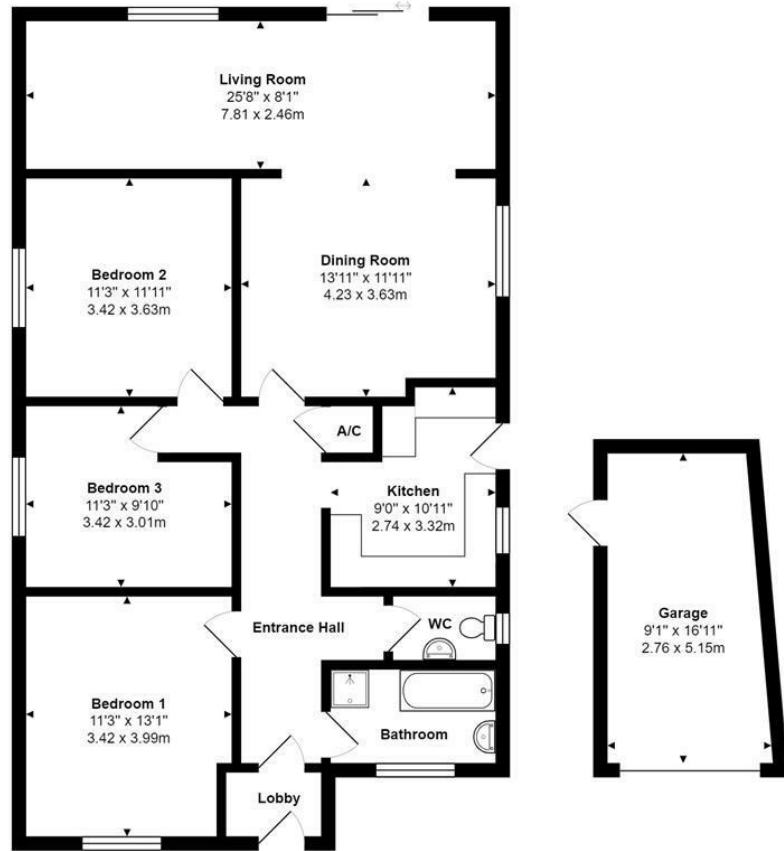 Living Room
25'8" x 8'1"
7.81 x 2.46m
Bedroom 2
11'3" x 11'11"
3.42 x 3.63m
Dining Room
13'11" x 11'11"
4.23 x 3.63m
A/C
Bedroom 3
11'3" x 9'10"
3.42 x 3.01m
Kitchen
9'0" x 10'11"
2.74 x 3.32m
Entrance Hall
WC
Garage
9'1" x 16'11"
2.76 x 5.15m
Bedroom 1
11'3" x 13'1"
3.42 x 3.99m
Bathroom
Lobby